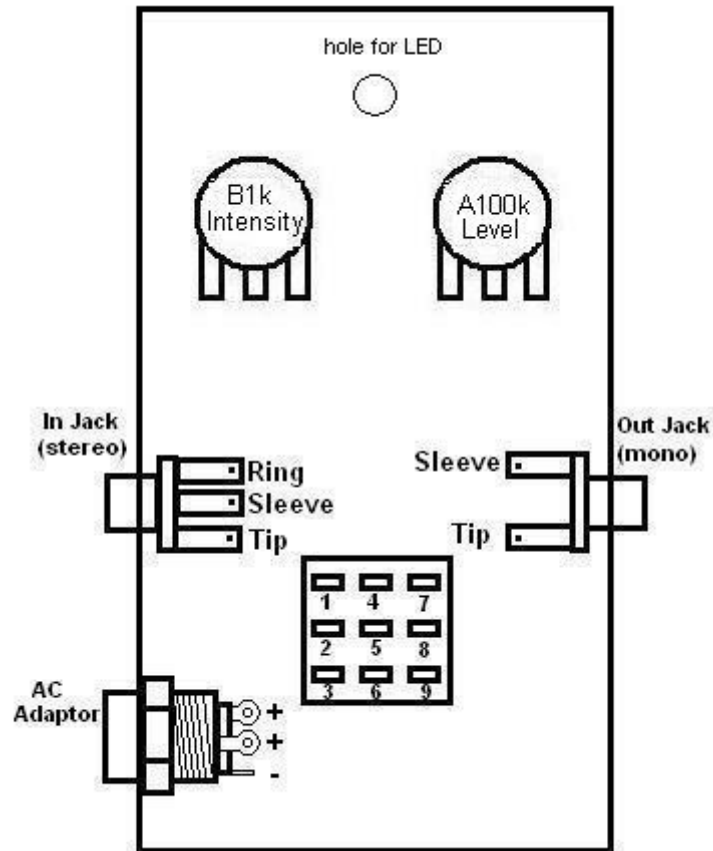 hole for LED
B1k
Intensity
A100k
Level
In Jack
(stereo)
Ring
Sleeve
Tip
Out Jack
(mono)
Sleeve
Tip
1 4 7
2 5 8
3 6 9
AC
Adaptor
+
+
-